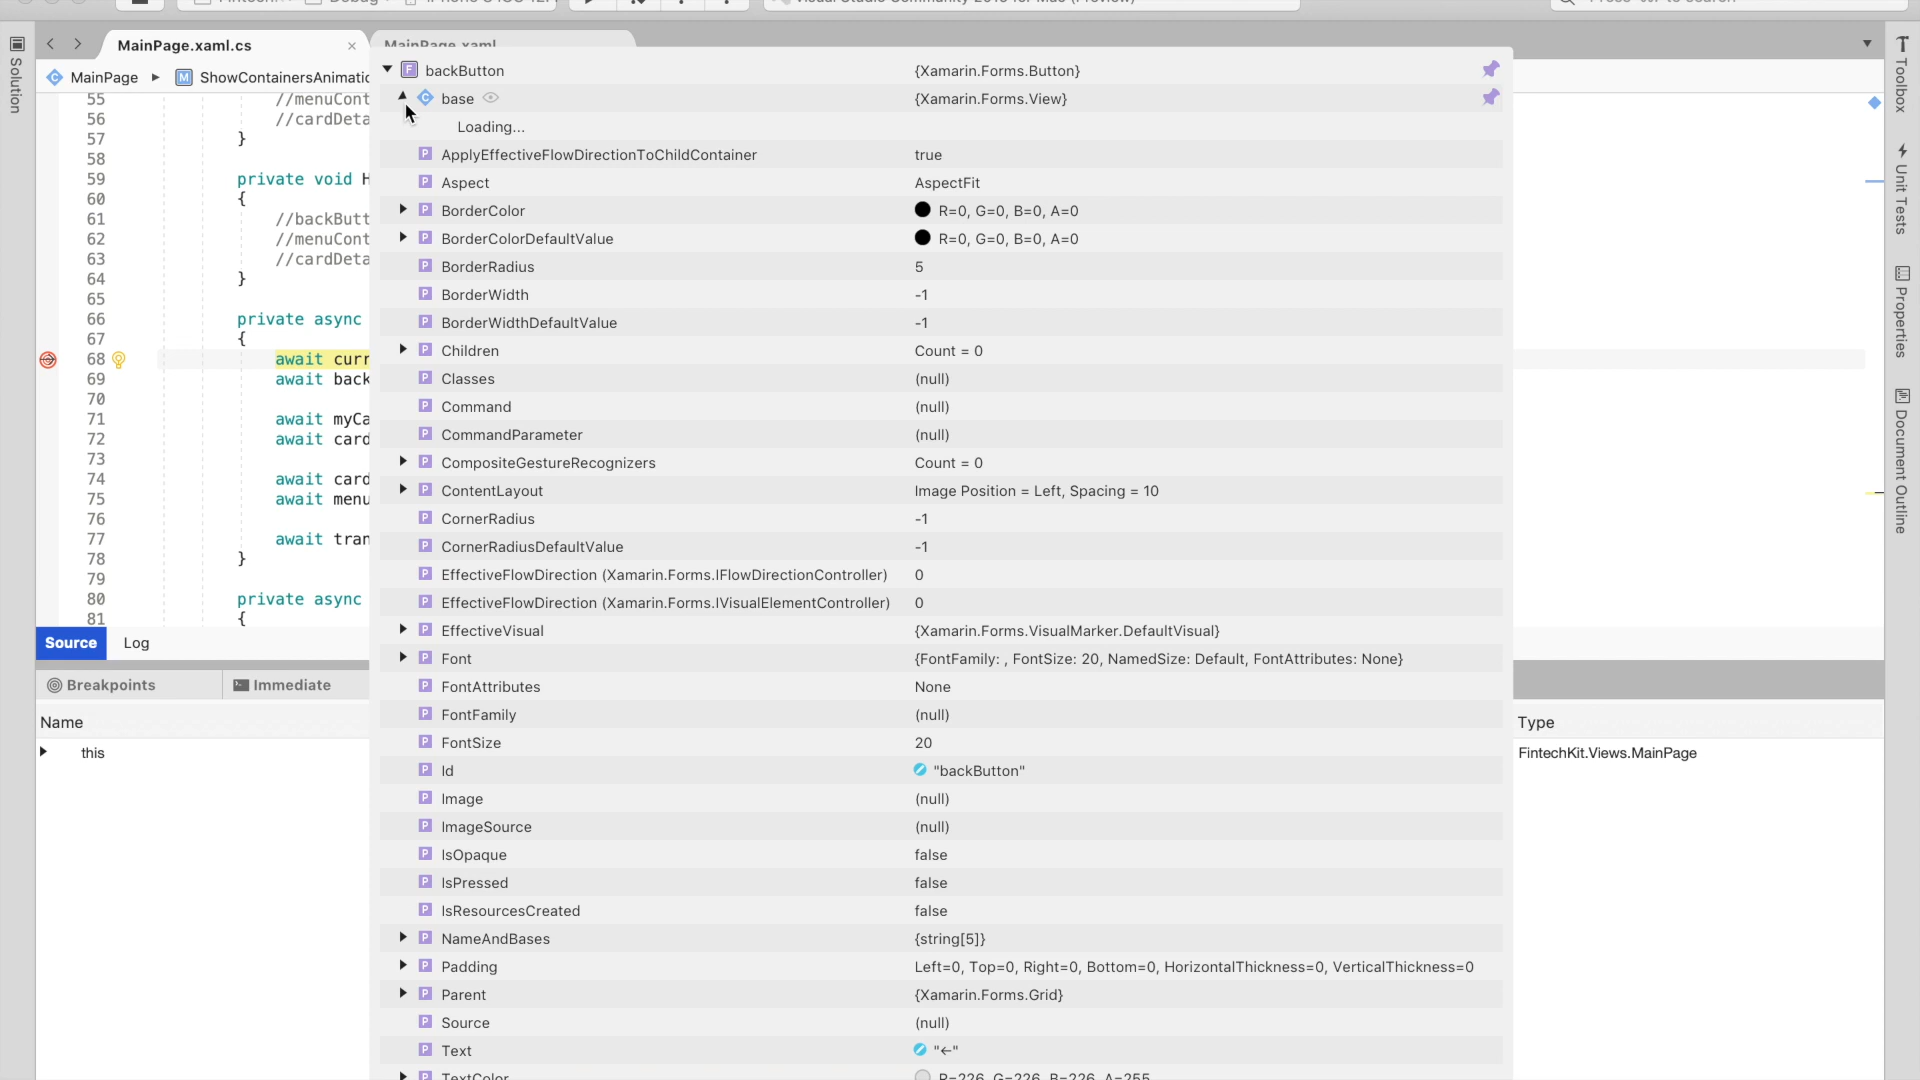 MainPage.xaml.cs
MainPage.xaml
Solution
MainPage
ShowContainersAnimatio
55 //menuCont
56 //cardDeta
57 }
58
59 private void H
60 {
61 //backButt
62 //menuCont
63 //cardDeta
64 }
65
66 private async
67 {
68 await curr
69 await back
70
71 await myCa
72 await card
73
74 await card
75 await menu
76
77 await tran
78 }
79
80 private async
81 {
Source Log
Breakpoints Immediate
Name
this
backButton {Xamarin.Forms.Button}
base {Xamarin.Forms.View}
Loading...
ApplyEffectiveFlowDirectionToChildContainer true
Aspect AspectFit
BorderColor R=0, G=0, B=0, A=0
BorderColorDefaultValue R=0, G=0, B=0, A=0
BorderRadius 5
BorderWidth -1
BorderWidthDefaultValue -1
Children Count = 0
Classes (null)
Command (null)
CommandParameter (null)
CompositeGestureRecognizers Count = 0
ContentLayout Image Position = Left, Spacing = 10
CornerRadius -1
CornerRadiusDefaultValue -1
EffectiveFlowDirection (Xamarin.Forms.IFlowDirectionController) 0
EffectiveFlowDirection (Xamarin.Forms.IVisualElementController) 0
EffectiveVisual {Xamarin.Forms.VisualMarker.DefaultVisual}
Font {FontFamily: , FontSize: 20, NamedSize: Default, FontAttributes: None}
FontAttributes None
FontFamily (null)
FontSize 20
Id "backButton"
Image (null)
ImageSource (null)
IsOpaque false
IsPressed false
IsResourcesCreated false
NameAndBases {string[5]}
Padding Left=0, Top=0, Right=0, Bottom=0, HorizontalThickness=0, VerticalThickness=0
Parent {Xamarin.Forms.Grid}
Source (null)
Text "←"
TextColor R=226, G=226, B=226, A=255
Type
FintechKit.Views.MainPage
Toolbox
Unit Tests
Properties
Document Outline